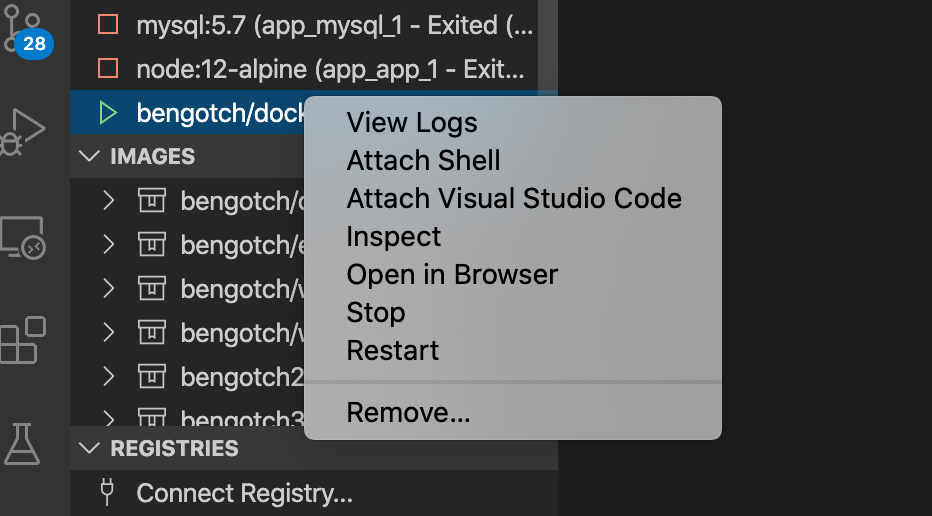 mysql:5.7 (app_mysql_1 - Exited (...
28
node:12-alpine (app_app_1 - Exit...
bengotch/dock
View Logs
Attach Shell
Attach Visual Studio Code
Inspect
Open in Browser
Stop
Restart
Remove...
IMAGES
bengotch/
bengotch/
bengotch/
bengotch/
bengotch2
bengotch3
REGISTRIES
Connect Registry...